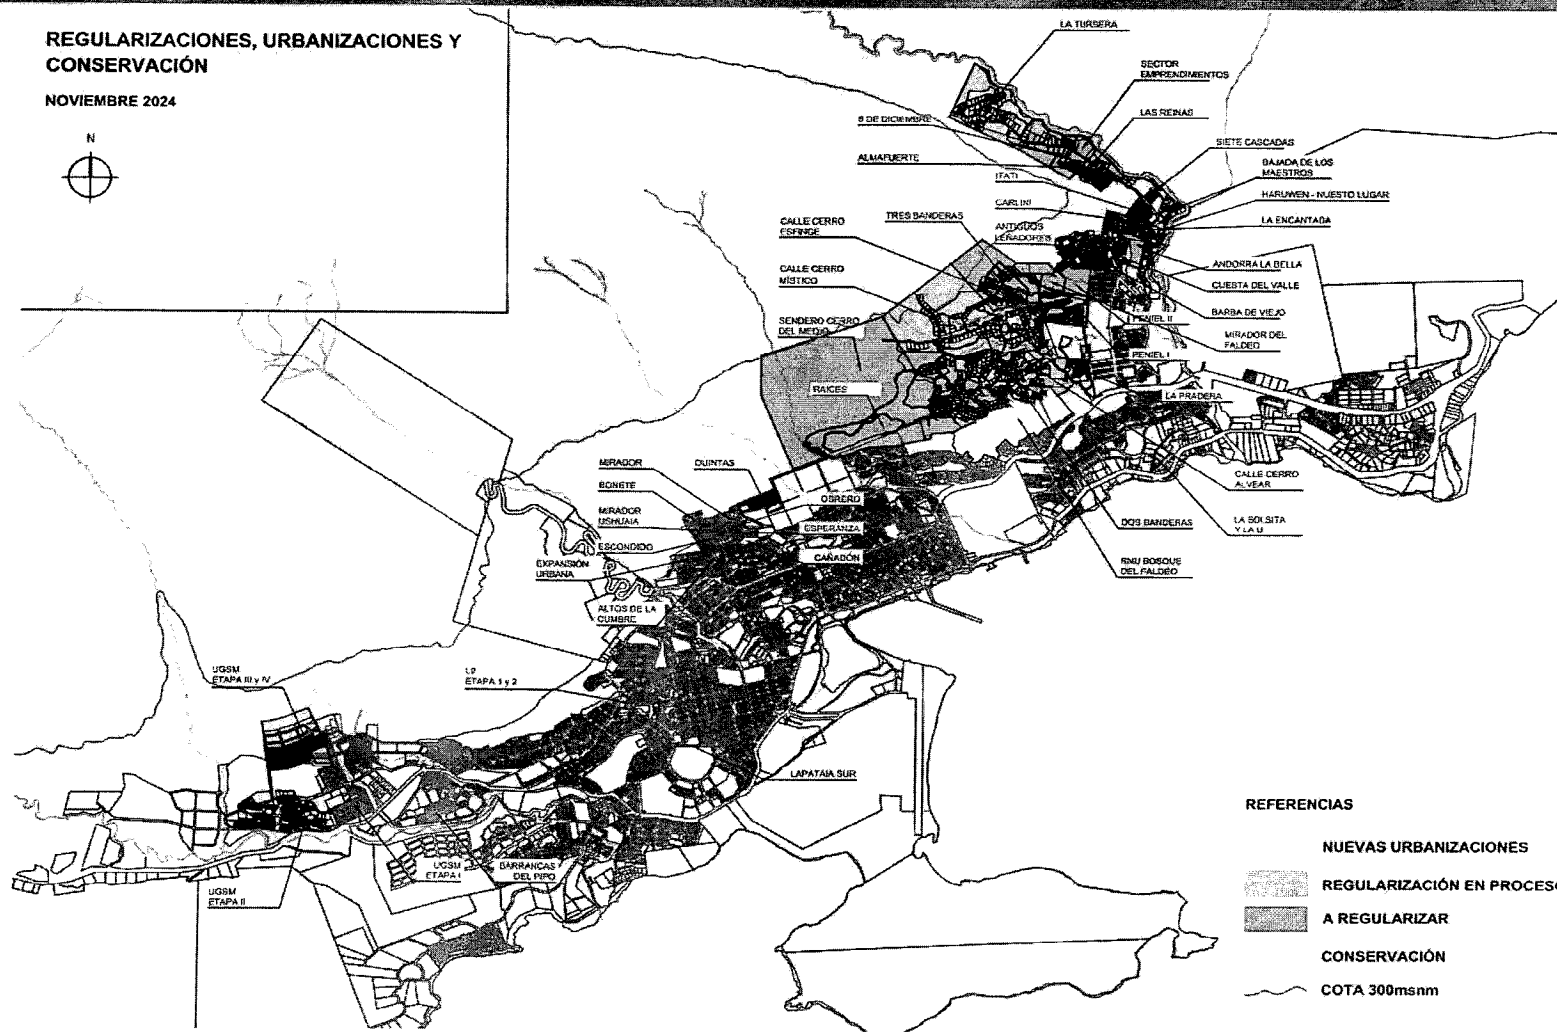 REGULARIZACIONES, URBANIZACIONES Y
CONSERVACIÓN
NOVIEMBRE 2024
N
LA TURBERA
SECTOR
EMPRENDIMIENTOS
8 DE DICIEMBRE
LAS REINAS
ALMAFUERTE
SIETE CASCADAS
ITATI
BAJADA DE LOS
MAESTROS
CARLINI
HARUWEN - NUESTO LUGAR
CALLE CERRO
ESFINGE
TRES BANDERAS
ANTIGUOS
LEÑADORES
LA ENCANTADA
CALLE CERRO
MÍSTICO
ANDORRA LA BELLA
CUESTA DEL VALLE
SENDERO CERRO
DEL MEDIO
PENIEL II
BARBA DE VIEJO
MIRADOR DEL
FALDEO
PENIEL I
RAICES
LA PRADERA
MIRADOR
QUINTAS
BONETE
OBRERO
CALLE CERRO
ALVEAR
MIRADOR
USHUAIA
ESPERANZA
DOS BANDERAS
LA BOLSITA
Y LA U
ESCONDIDO
CAÑADÓN
EXPANSIÓN
URBANA
RNU BOSQUE
DEL FALDEO
ALTOS DE LA
CUMBRE
UGSM
ETAPA III y IV
ETAPA 1 y 2
LAPATAIA SUR
UGSM
ETAPA I
BARRANCAS
DEL PIPO
UGSM
ETAPA II
REFERENCIAS
NUEVAS URBANIZACIONES
REGULARIZACIÓN EN PROCESO
A REGULARIZAR
CONSERVACIÓN
COTA 300msnm